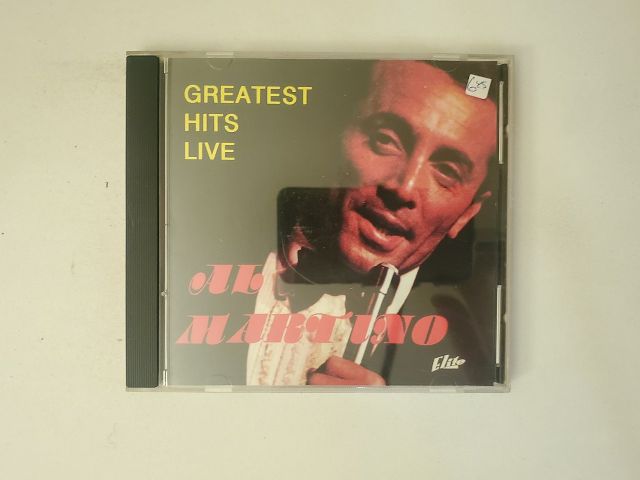 GREATEST
HITS
LIVE
AL
MARTINO
Elite